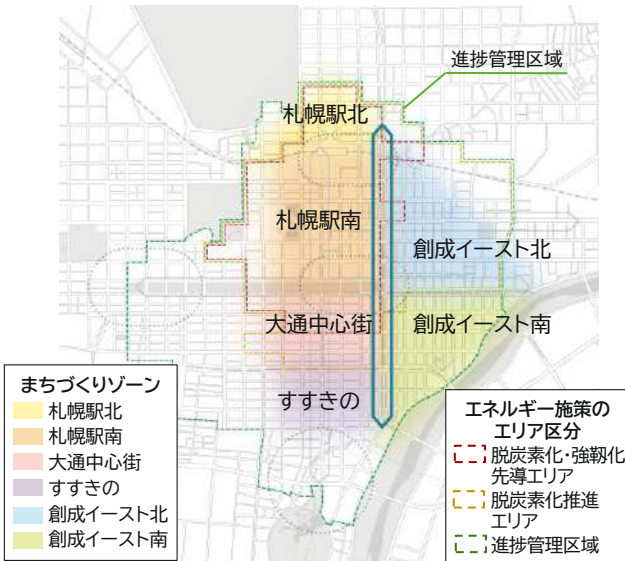 進捗管理区域
札幌駅北
札幌駅南
創成イースト北
大通中心街
創成イースト南
すすきの
まちづくりゾーン
札幌駅北
札幌駅南
大通中心街
すすきの
創成イースト北
創成イースト南
エネルギー施策の
エリア区分
脱炭素化・強靱化
先導エリア
脱炭素化推進
エリア
進捗管理区域